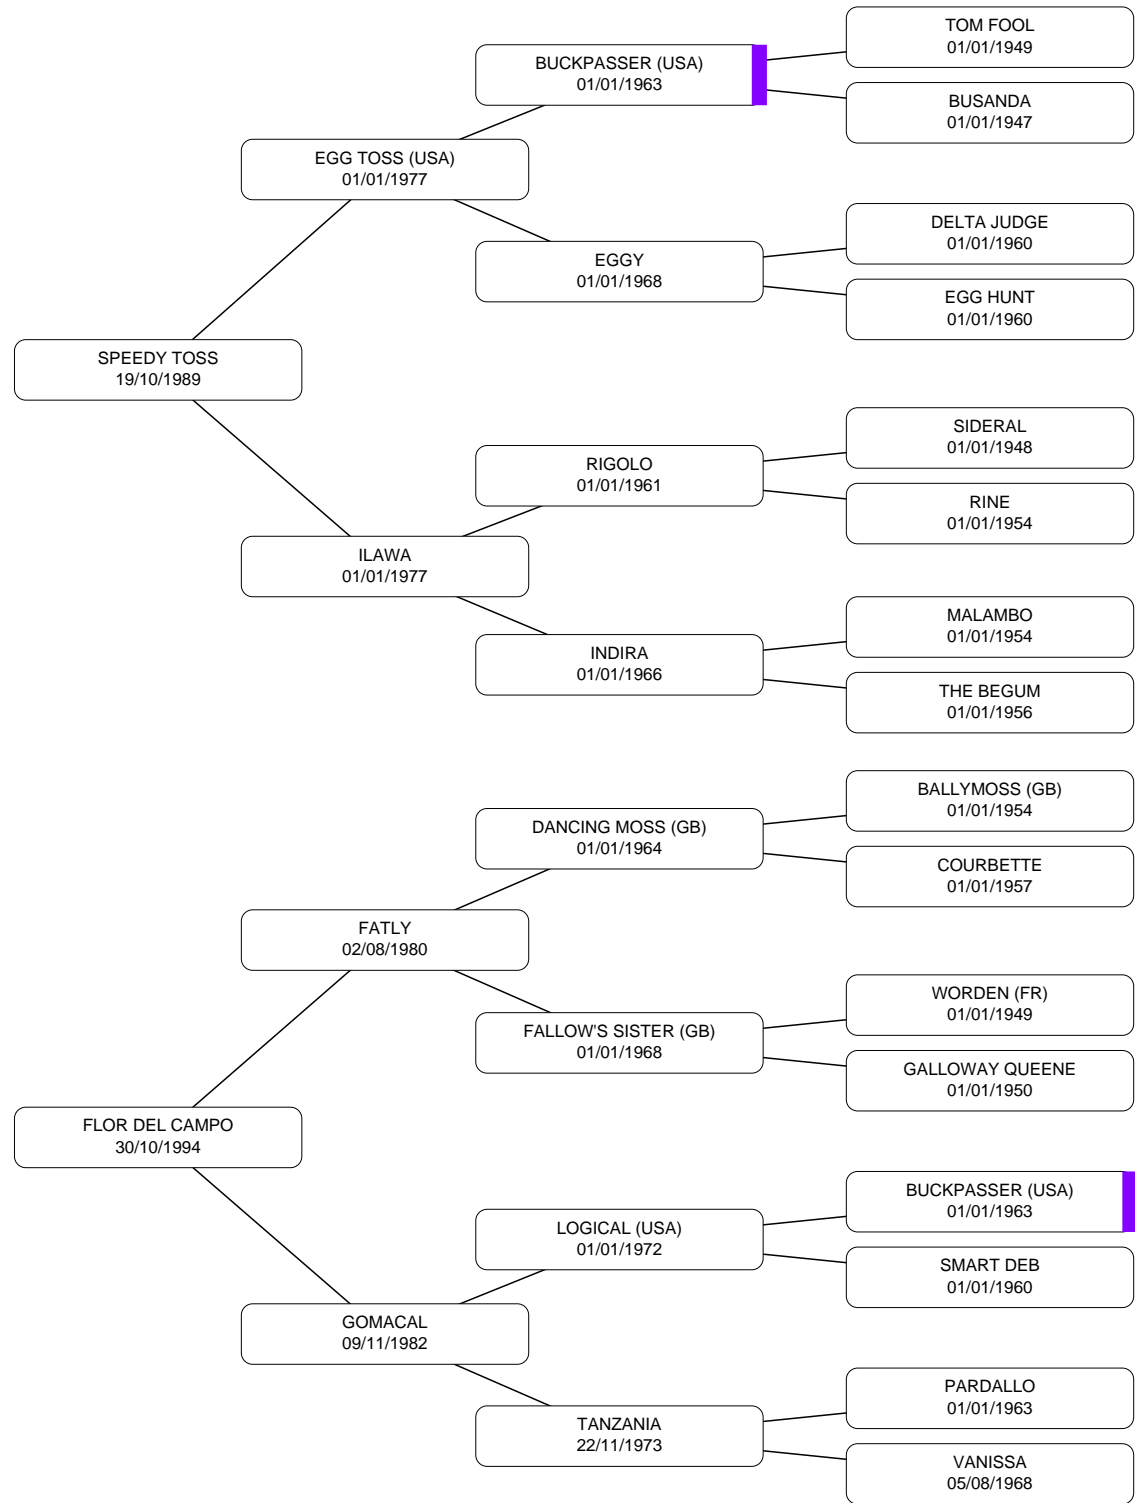 TOM FOOL
01/01/1949
BUCKPASSER (USA)
01/01/1963
BUSANDA
01/01/1947
EGG TOSS (USA)
01/01/1977
DELTA JUDGE
01/01/1960
EGGY
01/01/1968
EGG HUNT
01/01/1960
SPEEDY TOSS
19/10/1989
SIDERAL
01/01/1948
RIGOLO
01/01/1961
RINE
01/01/1954
ILAWA
01/01/1977
MALAMBO
01/01/1954
INDIRA
01/01/1966
THE BEGUM
01/01/1956
BALLYMOSS (GB)
01/01/1954
DANCING MOSS (GB)
01/01/1964
COURBETTE
01/01/1957
FATLY
02/08/1980
WORDEN (FR)
01/01/1949
FALLOW'S SISTER (GB)
01/01/1968
GALLOWAY QUEENE
01/01/1950
FLOR DEL CAMPO
30/10/1994
BUCKPASSER (USA)
01/01/1963
LOGICAL (USA)
01/01/1972
SMART DEB
01/01/1960
GOMACAL
09/11/1982
PARDALLO
01/01/1963
TANZANIA
22/11/1973
VANISSA
05/08/1968